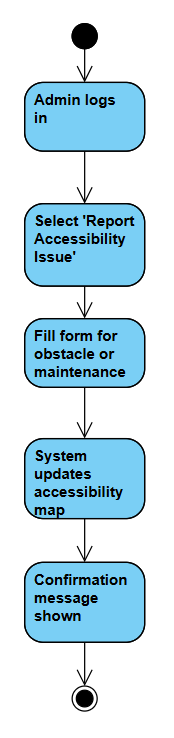 Admin logs
in
Select 'Report
Accessibility
Issue'
Fill form for
obstacle or
maintenance
System
updates
accessibility
map
Confirmation
message
shown